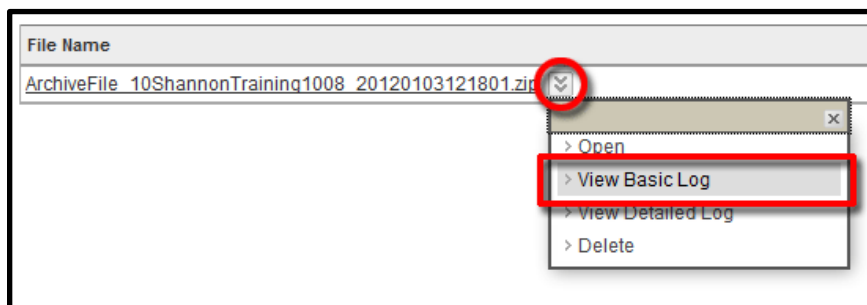 File Name
ArchiveFile_10ShannonTraining1008_20120103121801.zip
> Open
> View Basic Log
> View Detailed Log
> Delete